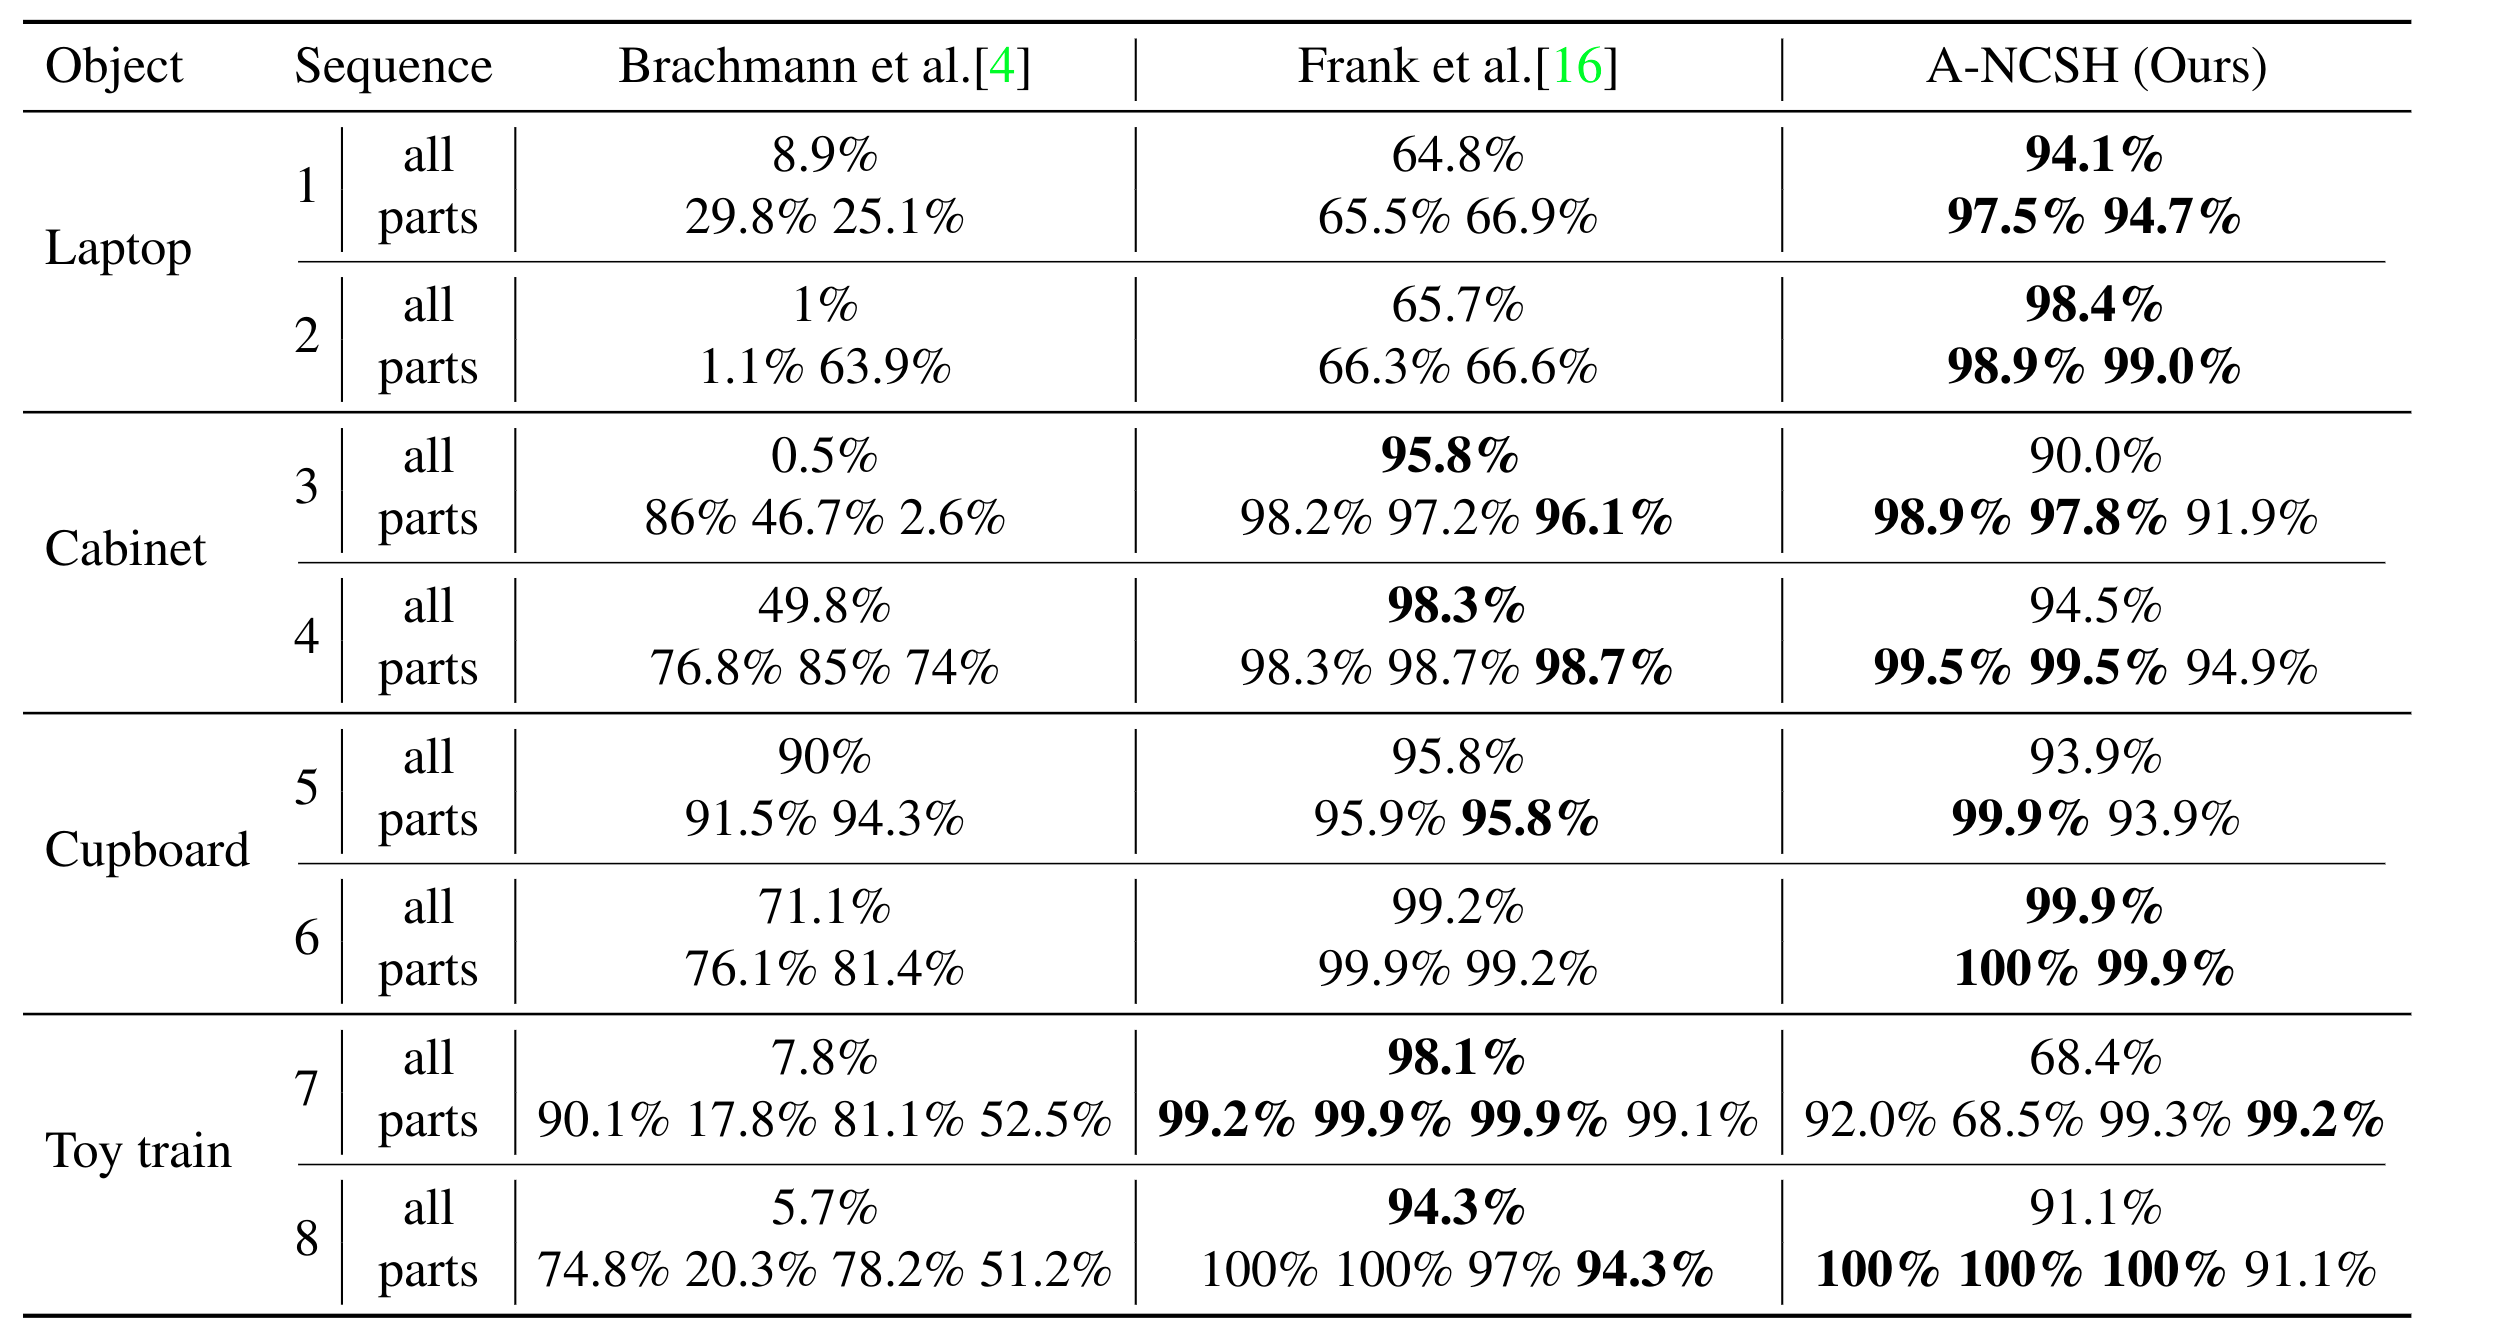 Object Sequence Brachmann et al.[4] Frank et al.[16] A-NCSH (Ours)
Laptop
1
all 8.9% 64.8% 94.1%
parts 29.8% 25.1% 65.5% 66.9% 97.5% 94.7%
2
all 1% 65.7% 98.4%
parts 1.1% 63.9% 66.3% 66.6% 98.9% 99.0%
Cabinet
3
all 0.5% 95.8% 90.0%
parts 86% 46.7% 2.6% 98.2% 97.2% 96.1% 98.9% 97.8% 91.9%
4
all 49.8% 98.3% 94.5%
parts 76.8% 85% 74% 98.3% 98.7% 98.7% 99.5% 99.5% 94.9%
Cupboard
5
all 90% 95.8% 93.9%
parts 91.5% 94.3% 95.9% 95.8% 99.9% 93.9%
6
all 71.1% 99.2% 99.9%
parts 76.1% 81.4% 99.9% 99.2% 100% 99.9%
Toy train
7
all 7.8% 98.1% 68.4%
parts 90.1% 17.8% 81.1% 52.5% 99.2% 99.9% 99.9% 99.1% 92.0% 68.5% 99.3% 99.2%
8
all 5.7% 94.3% 91.1%
parts 74.8% 20.3% 78.2% 51.2% 100% 100% 97% 94.3% 100% 100% 100% 91.1%